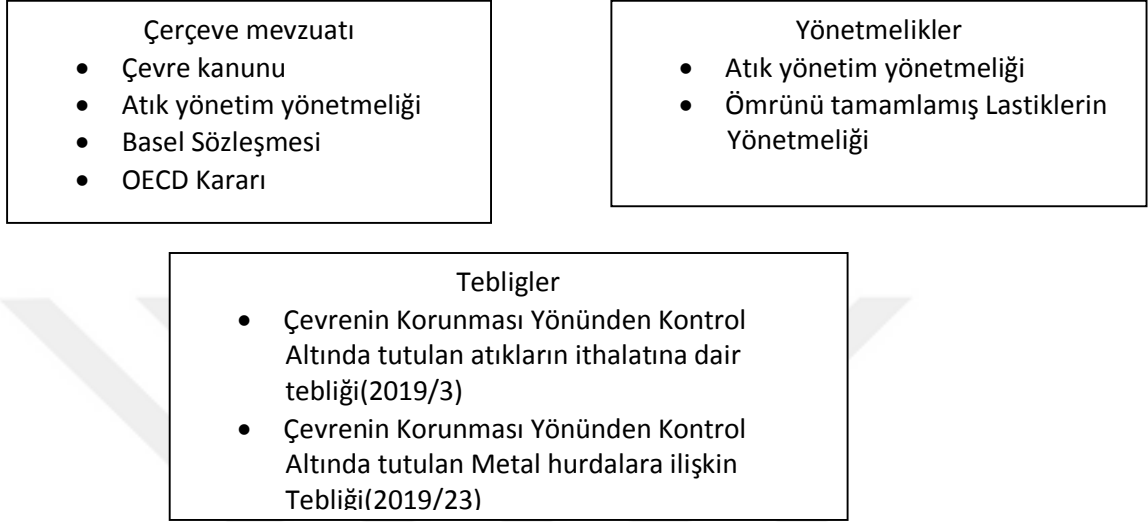 Çerçeve mevzuatı
• Çevre kanunu
• Atık yönetim yönetmeliği
• Basel Sözleşmesi
• OECD Kararı
Yönetmelikler
• Atık yönetim yönetmeliği
• Ömrünü tamamlamış Lastiklerin
Yönetmeliği
Tebligler
• Çevrenin Korunması Yönünden Kontrol
Altında tutulan atıkların ithalatına dair
tebliği(2019/3)
• Çevrenin Korunması Yönünden Kontrol
Altında tutulan Metal hurdalara ilişkin
Tebliği(2019/23)